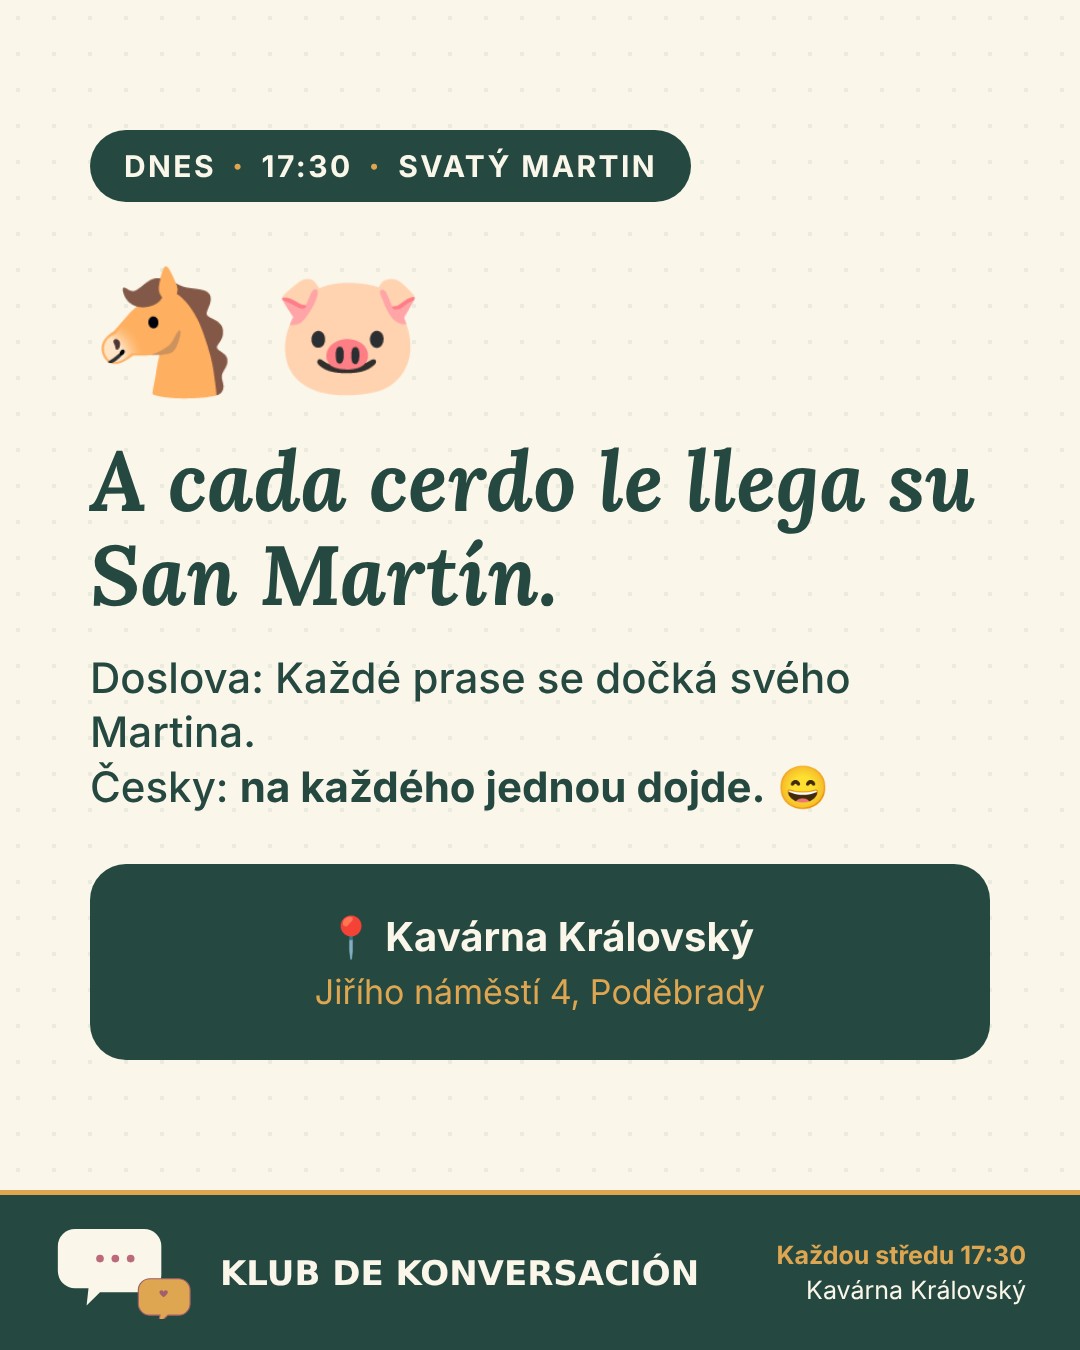 DNES • 17:30 • SVATÝ MARTIN
A cada cerdo le llega su
San Martín.
Doslova: Každé prase se dočká svého
Martina.
Česky: na každého jednou dojde. 😄
📍 Kavárna Královský
Jiřího náměstí 4, Poděbrady
KLUB DE KONVERSACIÓN
Každou středu 17:30
Kavárna Královský